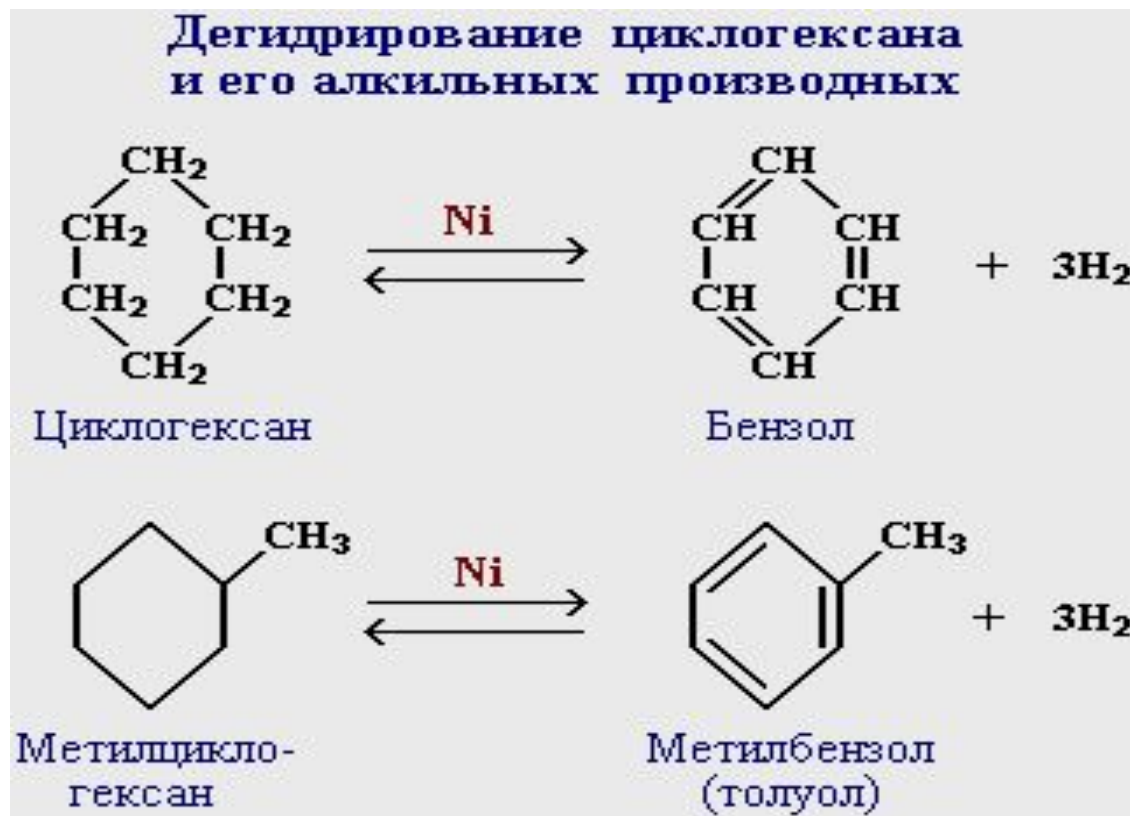 Дегидрирование циклогексана
и его алкильных производных
CH₂
CH₂ CH₂
CH₂ CH₂
CH₂
Ni
CH
CH CH
CH CH
CH
+ 3H₂
Циклогексан
Бензол
CH₃
Ni
CH₃
+ 3H₂
Метилцикло-
гексан
Метилбензол
(толуол)